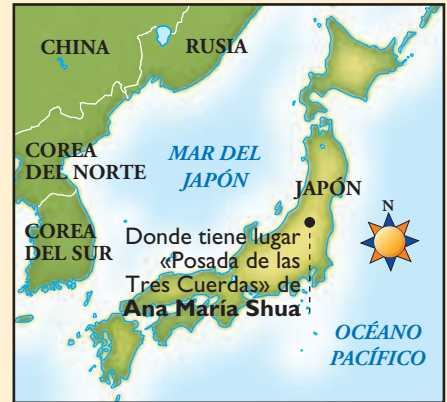 CHINA
RUSIA
COREA
DEL NORTE
MAR DEL
JAPÓN
JAPÓN
N
COREA
DEL SUR
Donde tiene lugar
«Posada de las
Tres Cuerdas» de
Ana María Shua
OCÉANO
PACÍFICO